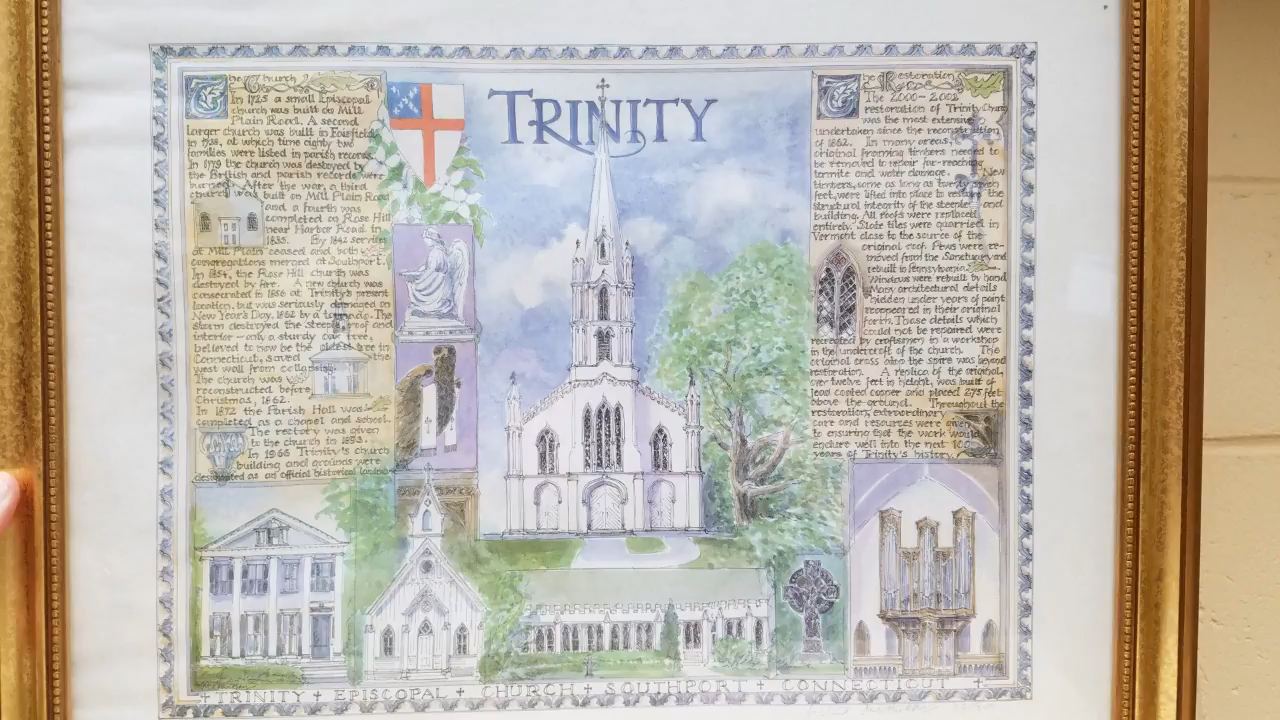 TRINITY
The Church
In 1725 a small Episcopal
church was built on Mill
Plain Road. A second
larger church was built in Fairfield
in 1738, at which time eighty two
families were listed in parish records.
In 1779 the church was destroyed by
the British and parish records were
burned. After the war, a third
church was built on Mill Plain Road
and a fourth was
completed on Rose Hill
near Harbor Road in
1835. By 1842 services
at Mill Plain ceased and both
congregations merged at Southport.
In 1854, the Rose Hill church was
destroyed by fire. A new church was
consecrated in 1856 at Trinity's present
location, but was seriously damaged on
New Year's Day, 1862 by a tornado. The
storm destroyed the steeple, roof and
interior - only a sturdy oak tree,
believed to now be the oldest tree in
Connecticut, saved the
west wall from collapsing.
The church was
reconstructed before
Christmas, 1862.
In 1872 the Parish Hall was
completed as a chapel and school.
The rectory was given
to the church in 1893.
In 1966 Trinity's church
building and grounds were
designated as an official historical landmark
The Restoration
The 2000-2002
restoration of Trinity Church
was the most extensive
undertaken since the reconstruction
of 1862. In many areas,
original framing timbers needed to
be removed to repair far-reaching
termite and water damage. New
timbers, some as long as twenty seven
feet, were lifted into place to restore the
structural integrity of the steeple and
building. All roofs were replaced
entirely. Slate tiles were quarried in
Vermont close to the source of the
original roof. Pews were re-
moved from the Sanctuary and
rebuilt in Pennsylvania.
Windows were rebuilt by hand.
Many architectural details
hidden under years of paint
reappeared in their original
form. Those details which
could not be repaired were
recreated by craftsmen in a workshop
in the undercroft of the church. The
original cross atop the spire was beyond
restoration. A replica of the original,
over twelve feet in height, was built of
lead coated copper and placed
above the ground. Throughout the
restoration, extraordinary
care and resources were given
to ensuring that the work would
endure well into the next 100
years of Trinity's history.
+ TRINITY + EPISCOPAL + CHURCH + SOUTHPORT + CONNECTICUT +